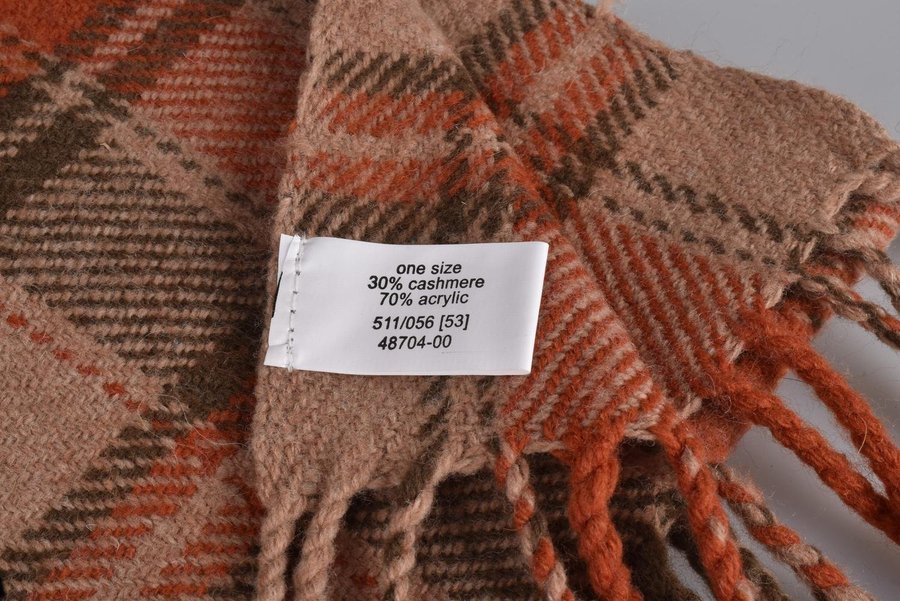 one size
30% cashmere
70% acrylic
511/056 [53]
48704-00